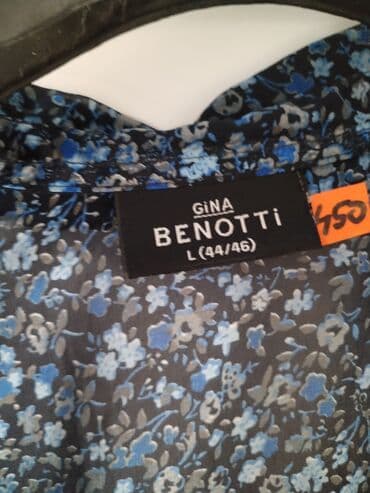 GiNA
BENOTTi
L (44/46)
450